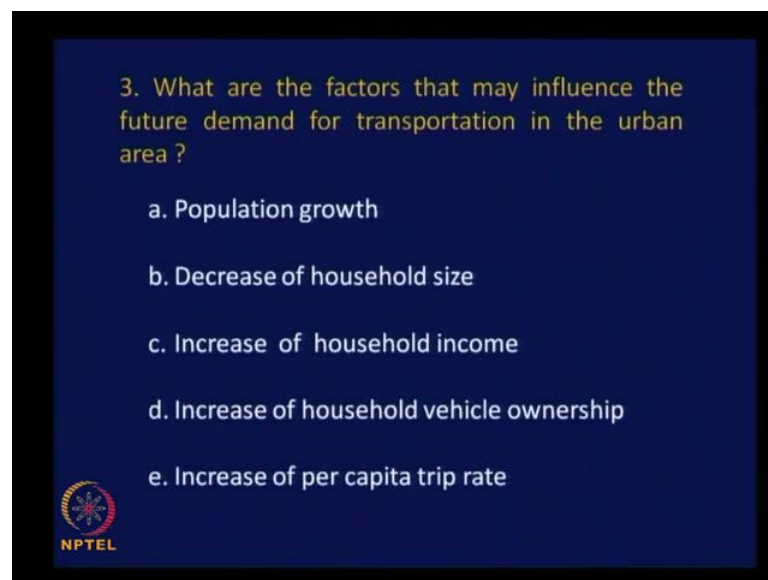 3. What are the factors that may influence the
future demand for transportation in the urban
area ?
a. Population growth
b. Decrease of household size
c. Increase of household income
d. Increase of household vehicle ownership
e. Increase of per capita trip rate
NPTEL